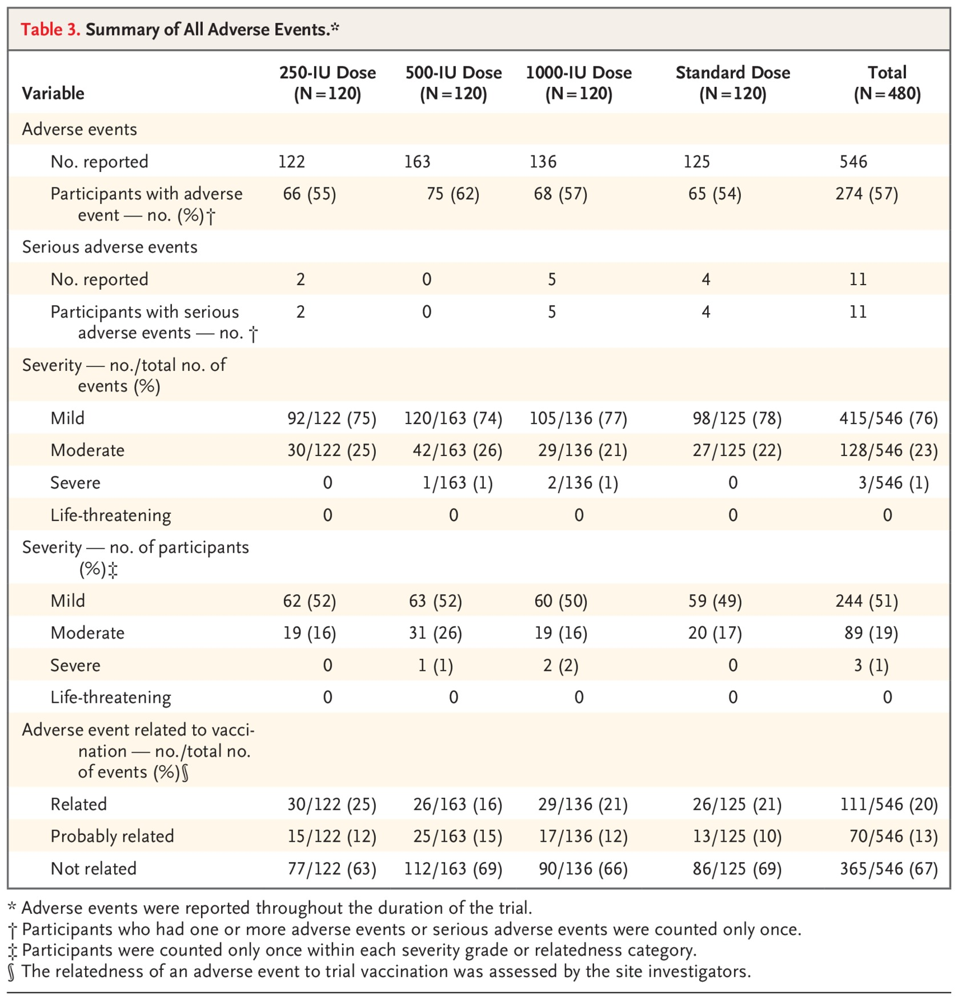 Table 3. Summary of All Adverse Events.*
Variable 250-IU Dose (N=120) 500-IU Dose (N=120) 1000-IU Dose (N=120) Standard Dose (N=120) Total (N=480)
Adverse events
No. reported 122 163 136 125 546
Participants with adverse 66 (55) 75 (62) 68 (57) 65 (54) 274 (57)
event — no. (%)†
Serious adverse events
No. reported 2 0 5 4 11
Participants with serious 2 0 5 4 11
adverse events — no. †
Severity — no./total no. of
events (%)
Mild 92/122 (75) 120/163 (74) 105/136 (77) 98/125 (78) 415/546 (76)
Moderate 30/122 (25) 42/163 (26) 29/136 (21) 27/125 (22) 128/546 (23)
Severe 0 1/163 (1) 2/136 (1) 0 3/546 (1)
Life-threatening 0 0 0 0 0
Severity — no. of participants
(%)‡
Mild 62 (52) 63 (52) 60 (50) 59 (49) 244 (51)
Moderate 19 (16) 31 (26) 19 (16) 20 (17) 89 (19)
Severe 0 1 (1) 2 (2) 0 3 (1)
Life-threatening 0 0 0 0 0
Adverse event related to vacci-
nation — no./total no.
of events (%)§
Related 30/122 (25) 26/163 (16) 29/136 (21) 26/125 (21) 111/546 (20)
Probably related 15/122 (12) 25/163 (15) 17/136 (12) 13/125 (10) 70/546 (13)
Not related 77/122 (63) 112/163 (69) 90/136 (66) 86/125 (69) 365/546 (67)
* Adverse events were reported throughout the duration of the trial.
† Participants who had one or more adverse events or serious adverse events were counted only once.
‡ Participants were counted only once within each severity grade or relatedness category.
§ The relatedness of an adverse event to trial vaccination was assessed by the site investigators.